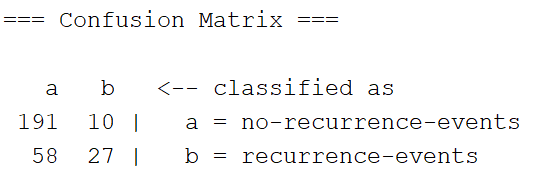 === Confusion Matrix ===
a b <-- classified as
191 10 | a = no-recurrence-events
58 27 | b = recurrence-events